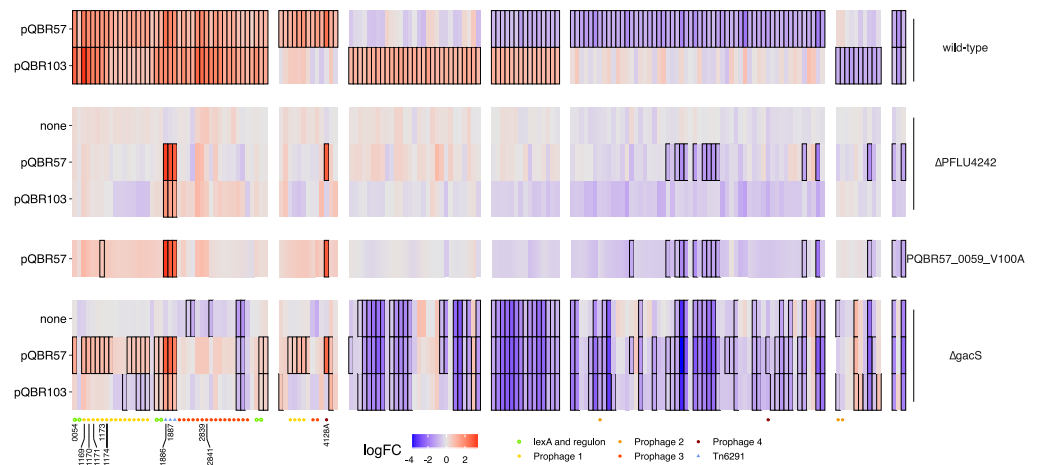 pQBR57
wild-type
pQBR103
none
pQBR57
ΔPFLU4242
pQBR103
pQBR57
PQBR57_0059_V100A
none
pQBR57
ΔgacS
pQBR103
0054
1169
1170
1171
1173
1174
1886
1887
2839
2841
4128A
logFC
-4 -2 0 2
lexA and regulon
Prophage 2
Prophage 4
Prophage 1
Prophage 3
Tn6291